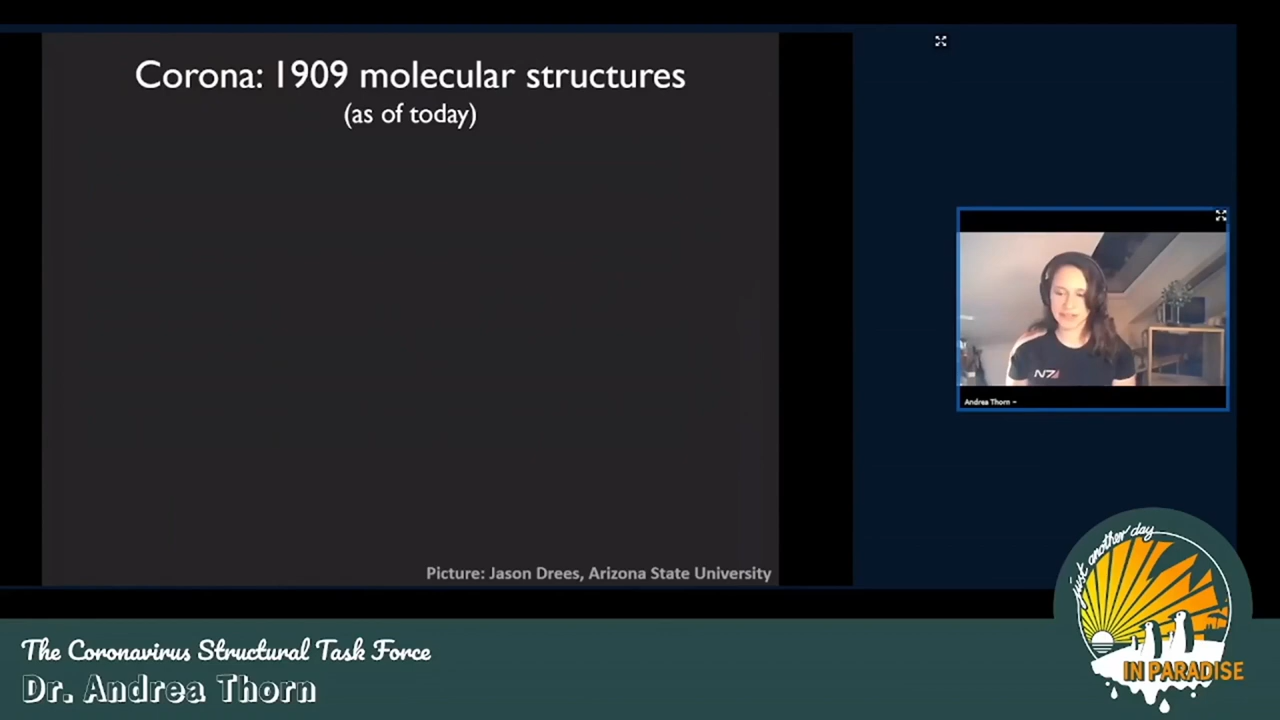 Corona: 1909 molecular structures
(as of today)
N7
Andrea Thorn
Picture: Jason Drees, Arizona State University
just another day
IN PARADISE
The Coronavirus Structural Task Force
Dr. Andrea Thorn